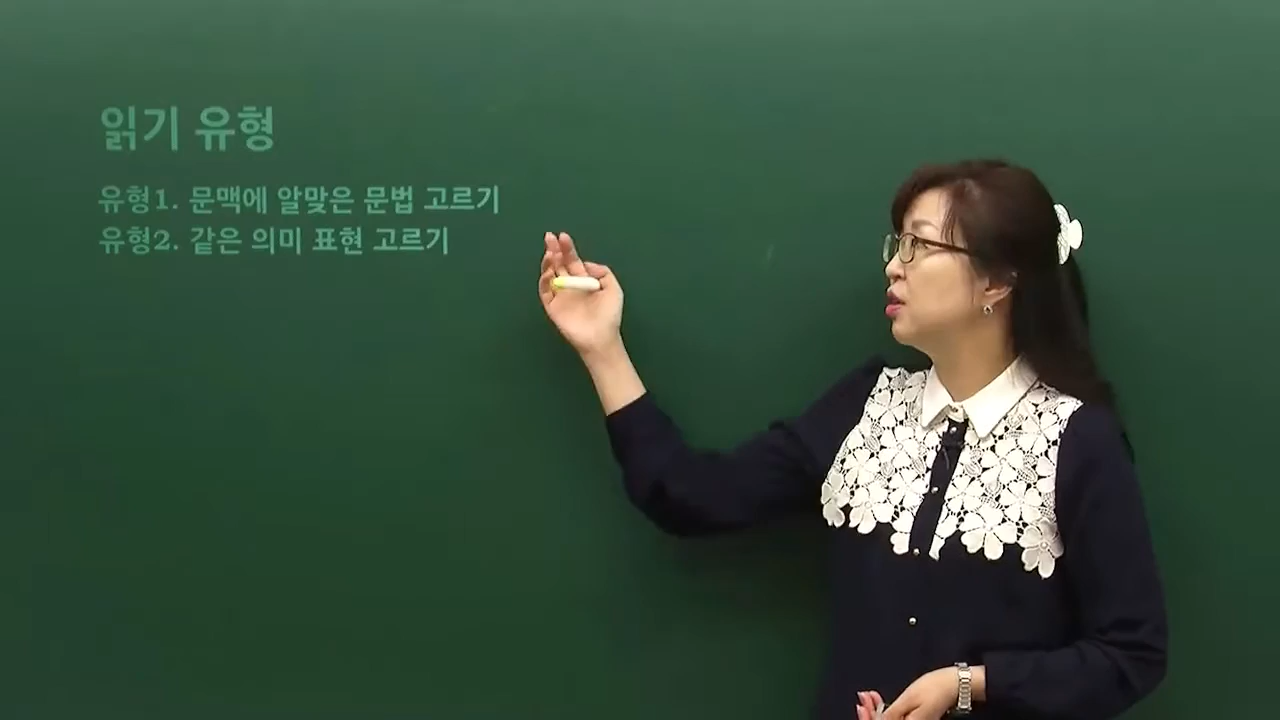 읽기 유형
유형1. 문맥에 알맞은 문법 고르기
유형2. 같은 의미 표현 고르기